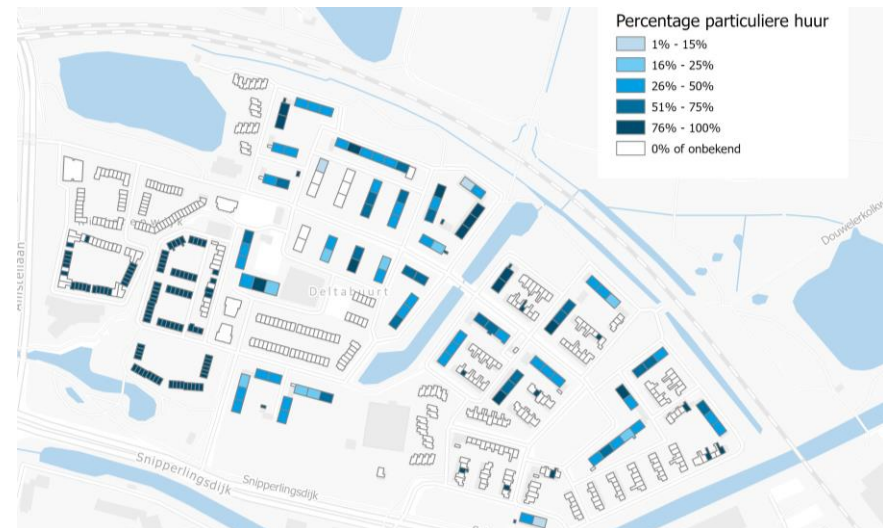 Percentage particuliere huur
1% - 15%
16% - 25%
26% - 50%
51% - 75%
76% - 100%
0% of onbekend
Amstellaan
Deltabuurt
Snipperlingsdijk
Snipperlingsdijk